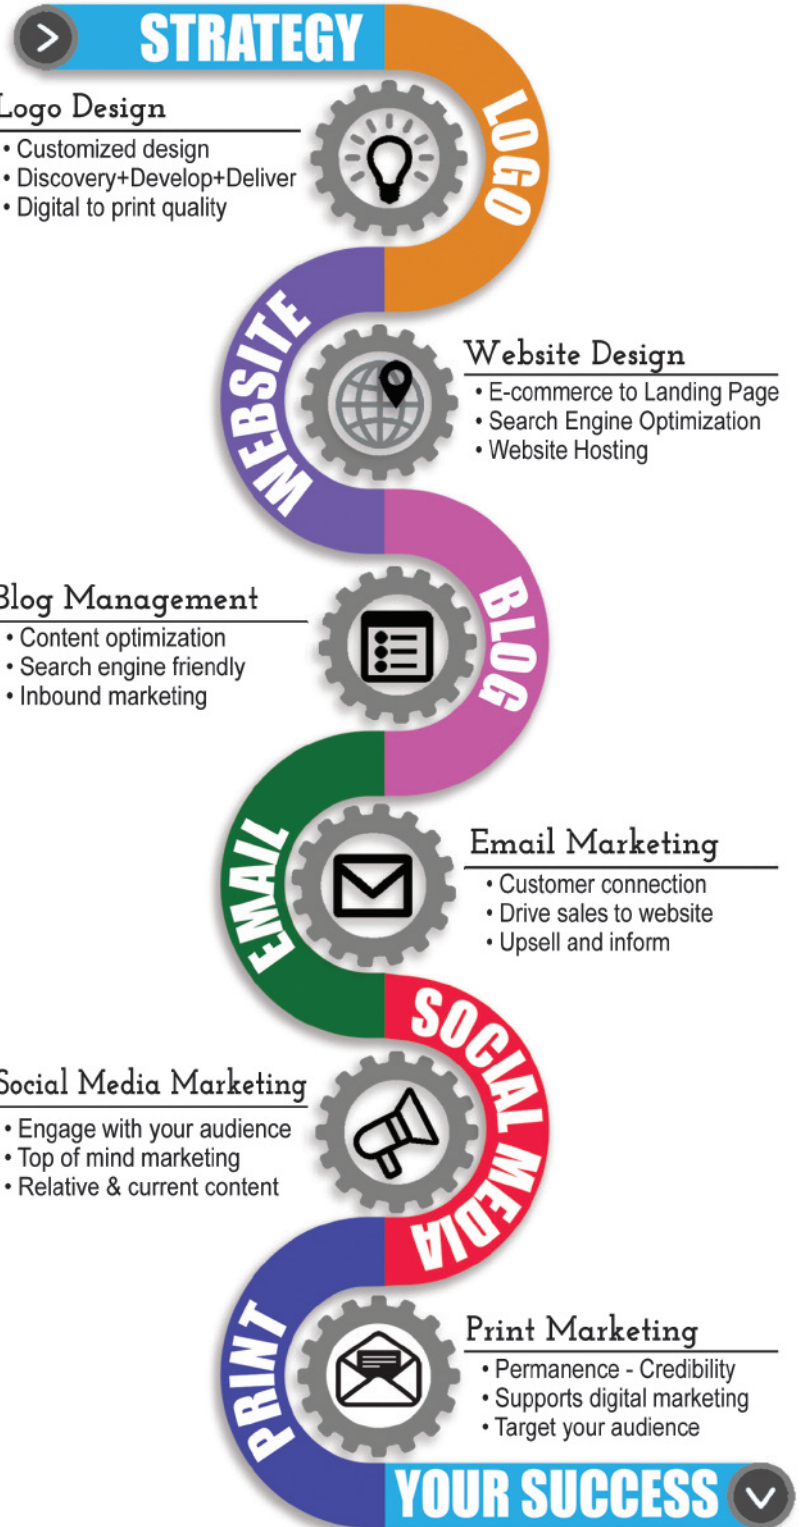 STRATEGY
LOGO
Logo Design
• Customized design
• Discovery+Develop+Deliver
• Digital to print quality
WEBSITE
Website Design
• E-commerce to Landing Page
• Search Engine Optimization
• Website Hosting
BLOG
Blog Management
• Content optimization
• Search engine friendly
• Inbound marketing
EMAIL
Email Marketing
• Customer connection
• Drive sales to website
• Upsell and inform
SOCIAL MEDIA
Social Media Marketing
• Engage with your audience
• Top of mind marketing
• Relative & current content
PRINT
Print Marketing
• Permanence - Credibility
• Supports digital marketing
• Target your audience
YOUR SUCCESS